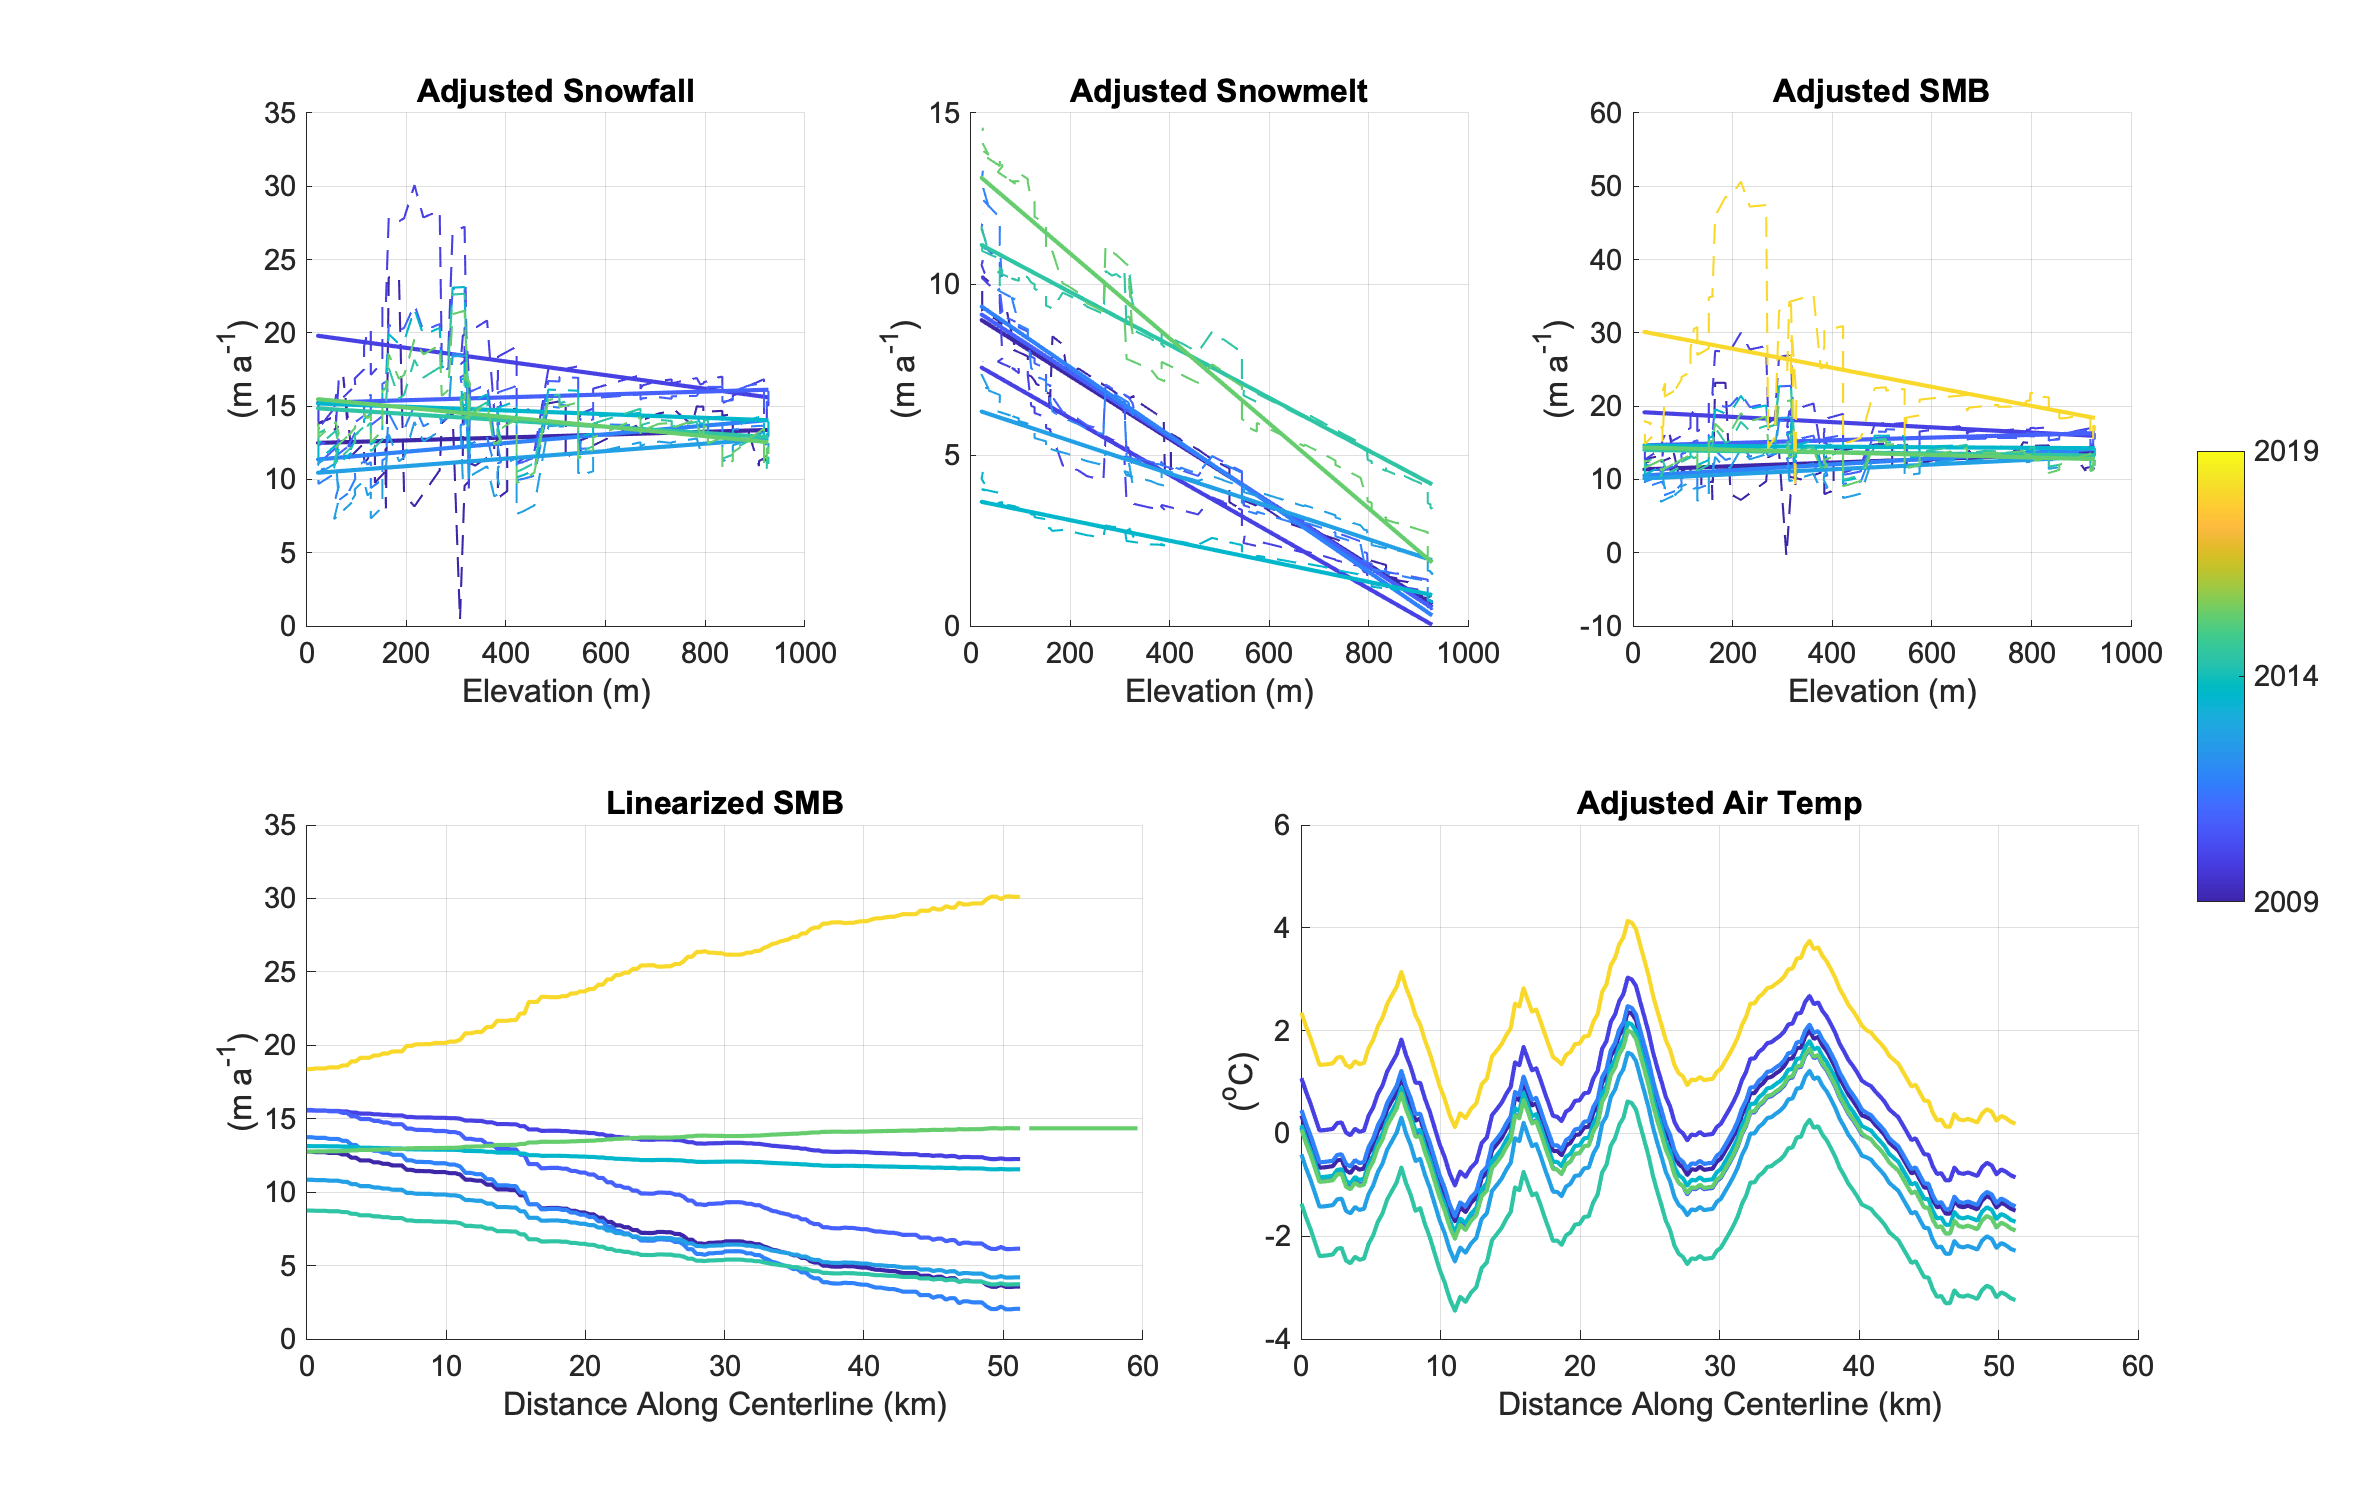 Adjusted Snowfall
35
30
25
20
15
10
5
0
(m a-1)
0 200 400 600 800 1000
Elevation (m)
Adjusted Snowmelt
15
10
5
0
(m a-1)
0 200 400 600 800 1000
Elevation (m)
Adjusted SMB
60
50
40
30
20
10
0
-10
(m a-1)
0 200 400 600 800 1000
Elevation (m)
2019
2014
2009
Linearized SMB
35
30
25
20
15
10
5
0
(m a-1)
0 10 20 30 40 50 60
Distance Along Centerline (km)
Adjusted Air Temp
6
4
2
0
-2
-4
(oC)
0 10 20 30 40 50 60
Distance Along Centerline (km)